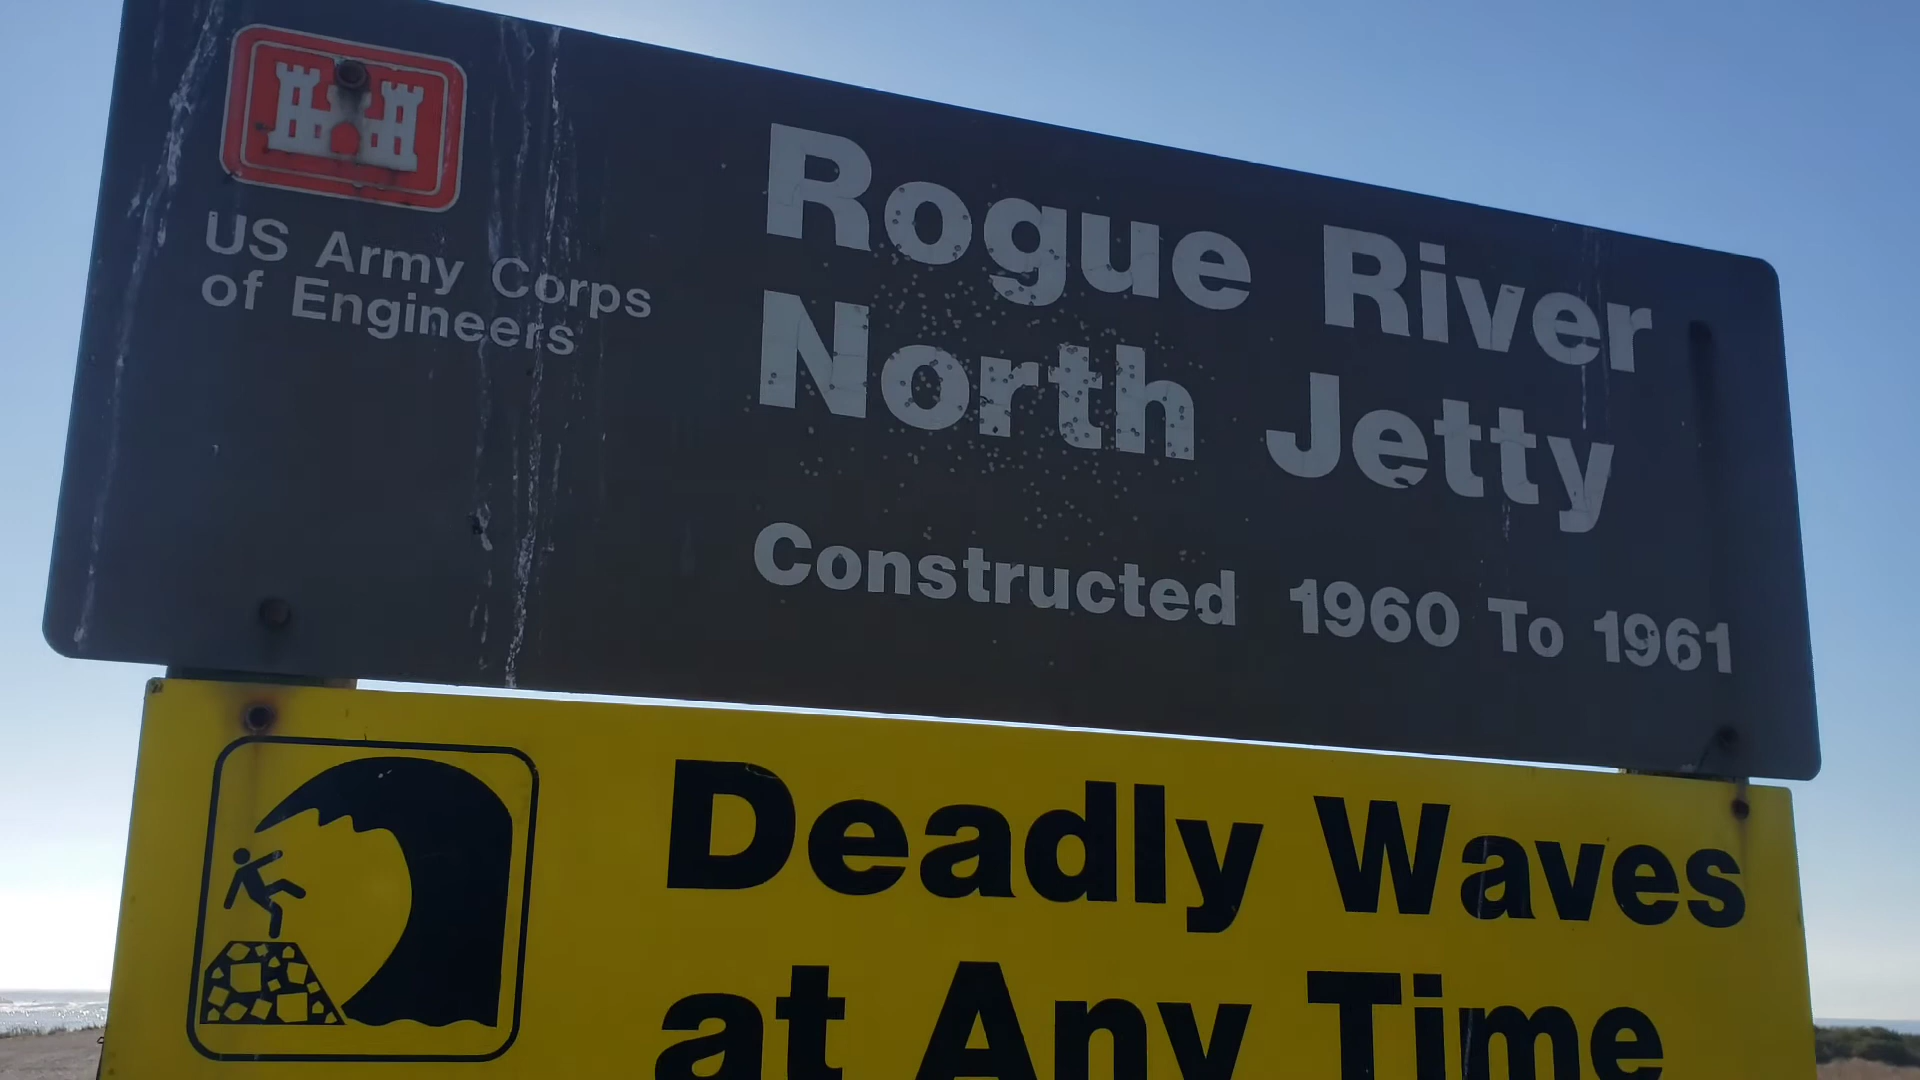 US Army Corps
of Engineers
Rogue River
North Jetty
Constructed 1960 To 1961
Deadly Waves
at Any Time